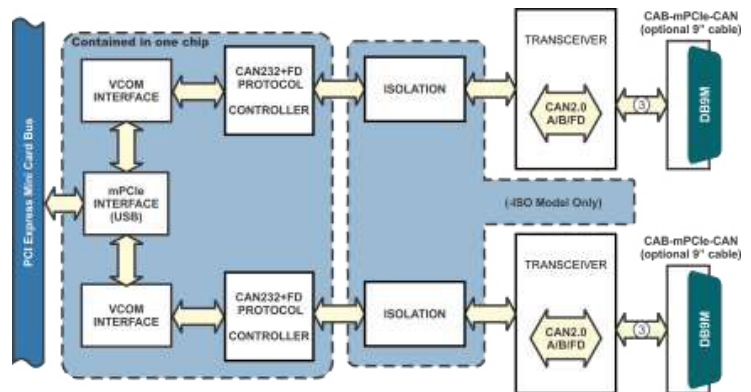 Contained in one chip
PCI Express Mini Card Bus
VCOM
INTERFACE
CAN232+FD
PROTOCOL
CONTROLLER
ISOLATION
TRANSCEIVER
CAN2.0
A/B/FD
3
CAB-mPCIe-CAN
(optional 9" cable)
DB9M
mPCIe
INTERFACE
(USB)
(-ISO Model Only)
VCOM
INTERFACE
CAN232+FD
PROTOCOL
CONTROLLER
ISOLATION
TRANSCEIVER
CAN2.0
A/B/FD
3
CAB-mPCIe-CAN
(optional 9" cable)
DB9M